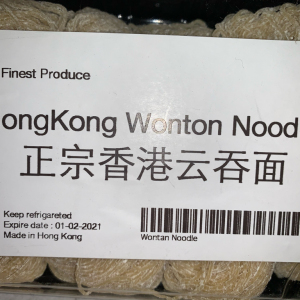 Finest Produce
ongKong Wonton Nood
正宗香港云吞面
Keep refrigareted
Expire date : 01-02-2021
Made in Hong Kong
Wontan Noodle